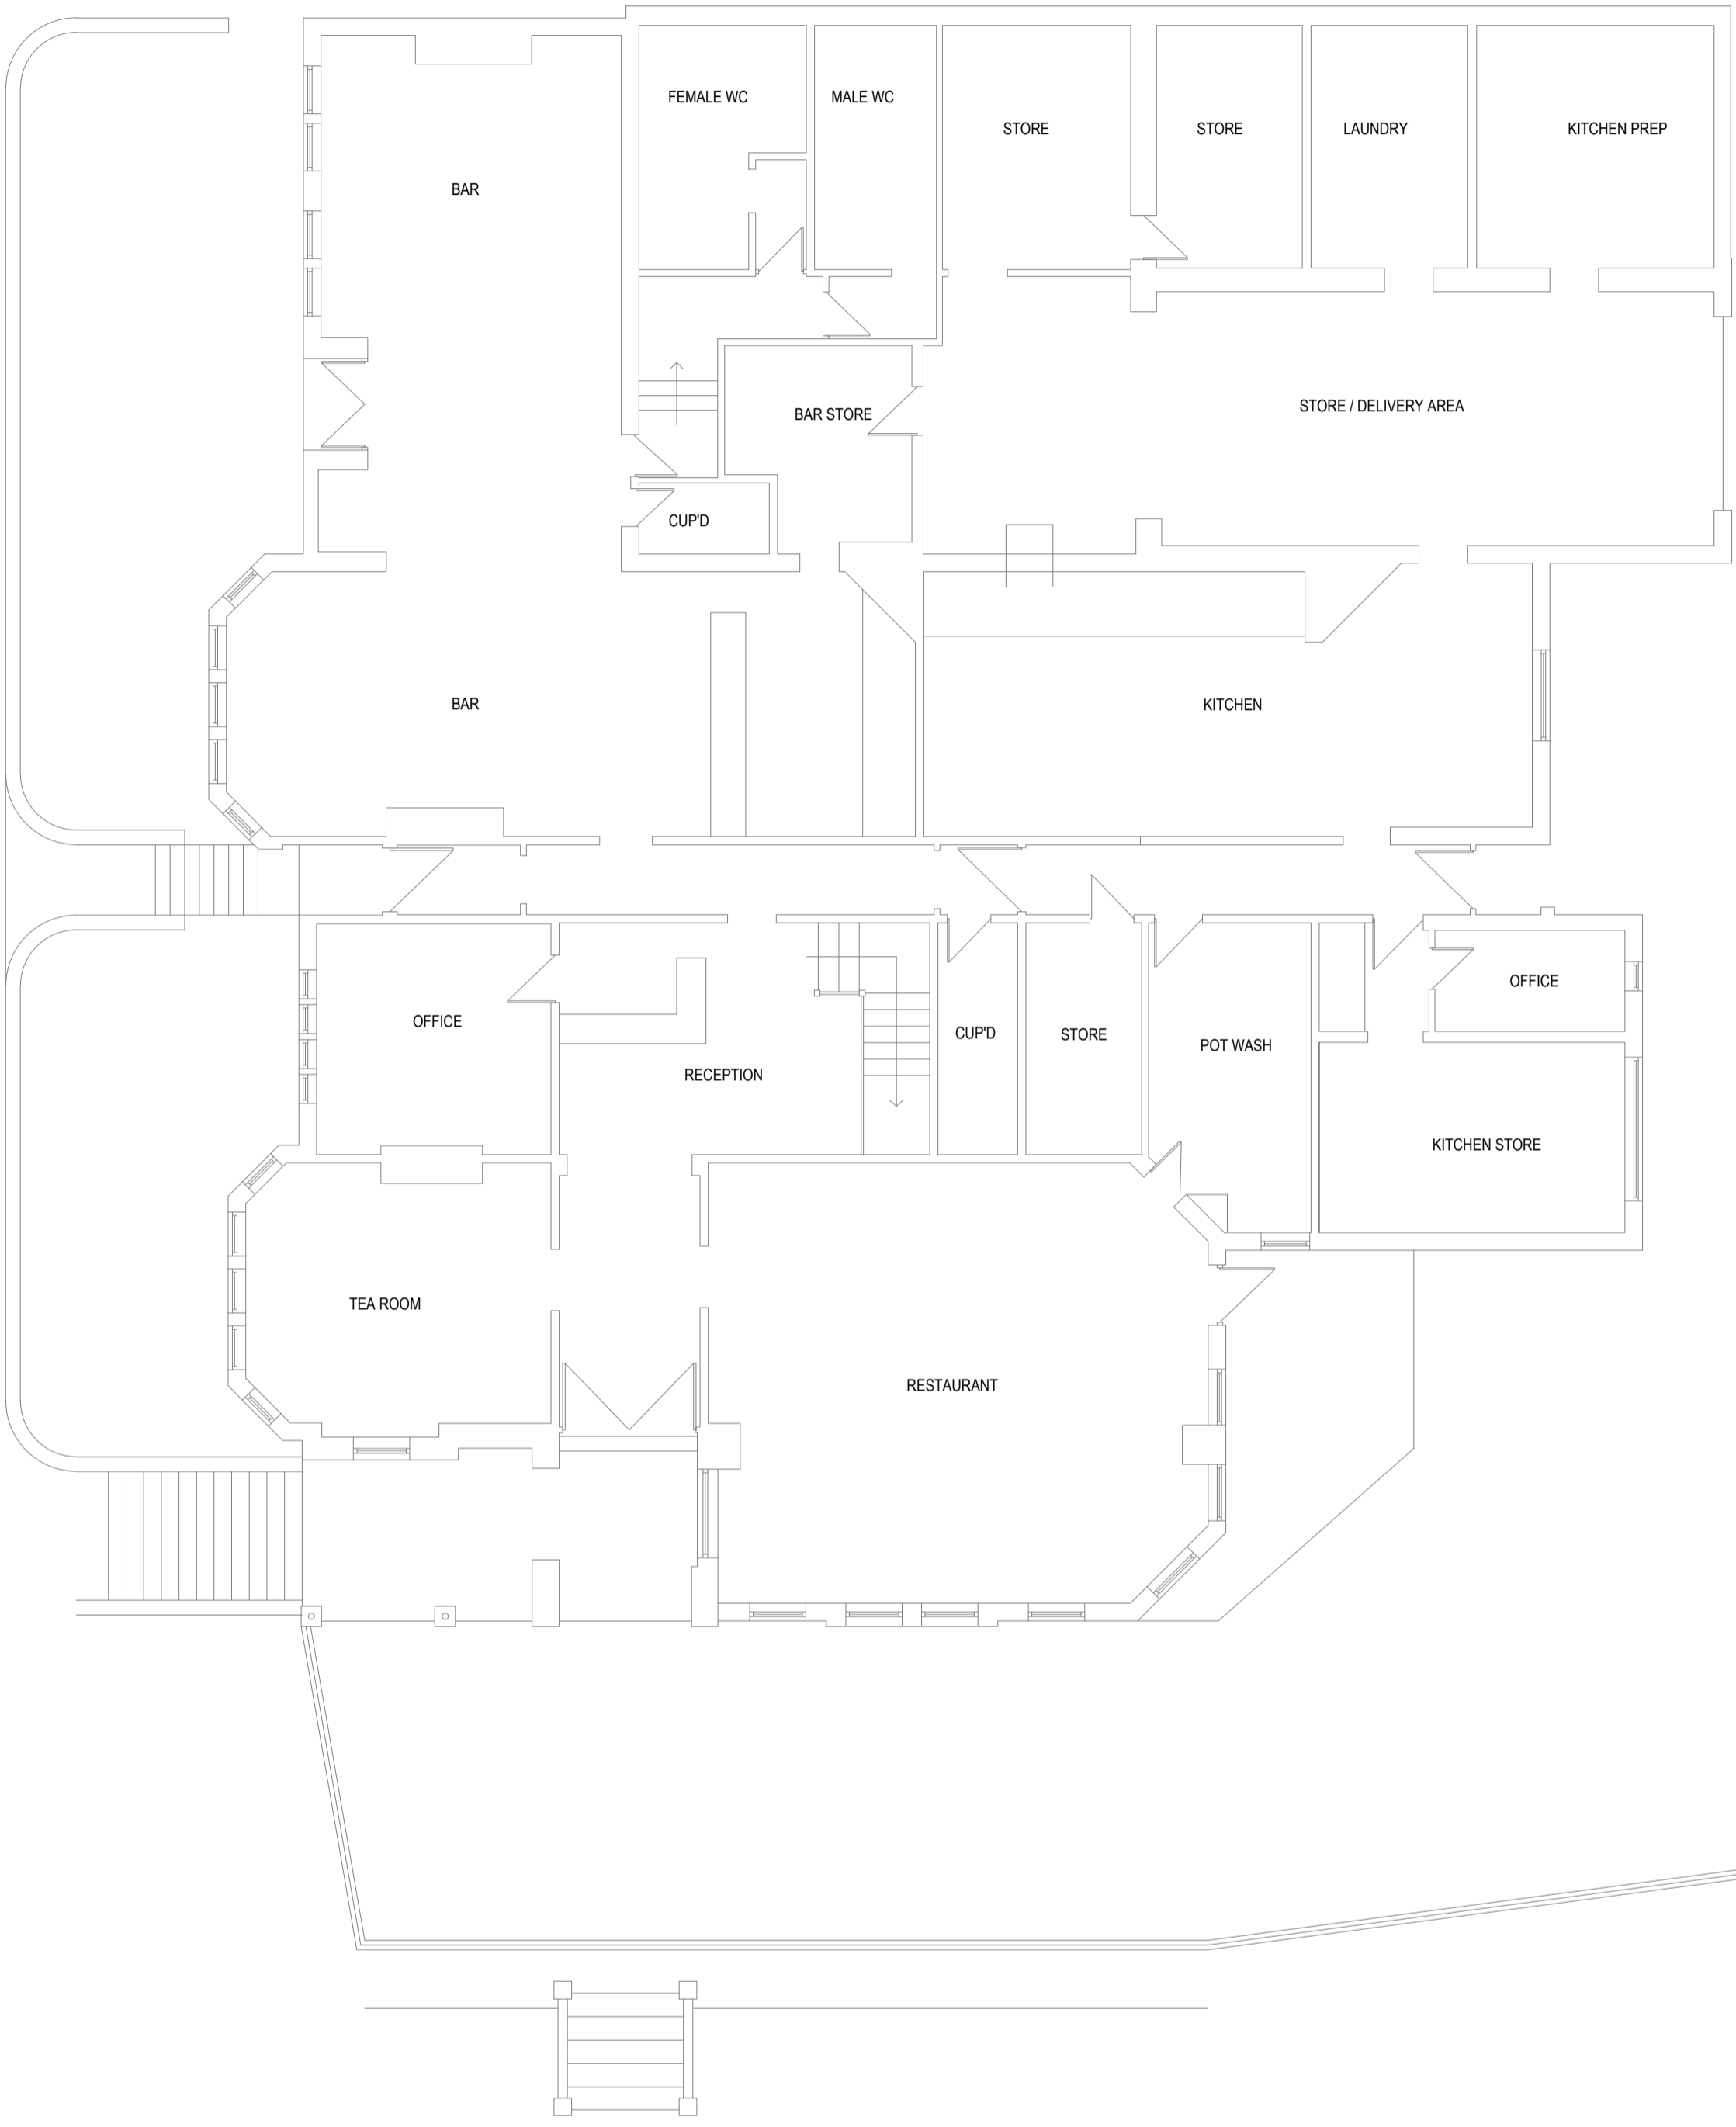 FEMALE WC
MALE WC
STORE
STORE
LAUNDRY
KITCHEN PREP
BAR
STORE / DELIVERY AREA
BAR STORE
CUP'D
BAR
KITCHEN
OFFICE
OFFICE
CUP'D
STORE
POT WASH
RECEPTION
KITCHEN STORE
TEA ROOM
RESTAURANT